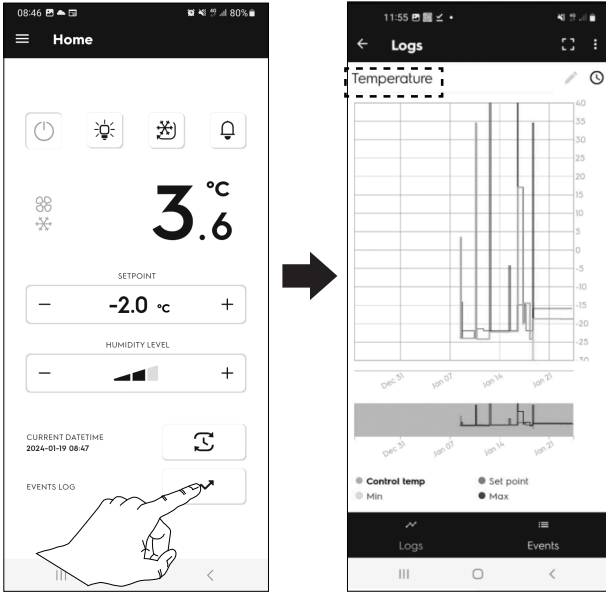 08:46 80%
Home
°C
3.6
SETPOINT
− -2.0 °C +
HUMIDITY LEVEL
− +
CURRENT DATETIME
2024-01-19 08:47
EVENTS LOG
11:55
Logs
Temperature
40
35
30
25
20
15
10
5
0
-5
-10
-15
-20
-25
-30
Dec 31 Jan 07 Jan 14 Jan 21
Dec 31 Jan 07 Jan 14 Jan 21
Control temp Set point
Min Max
Logs Events